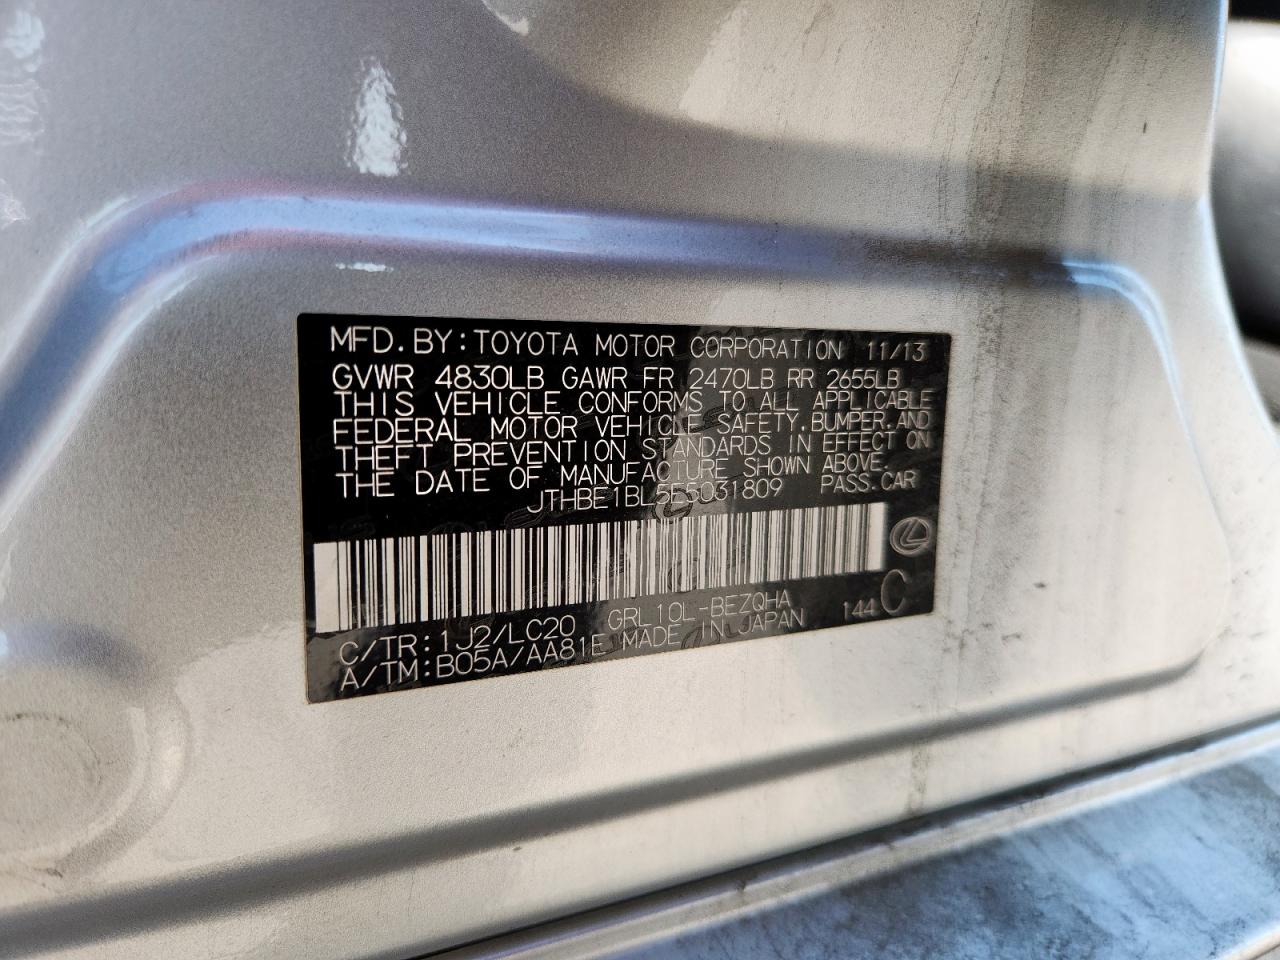 MFD. BY: TOYOTA MOTOR CORPORATION 11/13
GVWR 4830LB GAWR FR 2470LB RR 2655LB
THIS VEHICLE CONFORMS TO ALL APPLICABLE
FEDERAL MOTOR VEHICLE SAFETY, BUMPER, AND
THEFT PREVENTION STANDARDS IN EFFECT ON
THE DATE OF MANUFACTURE SHOWN ABOVE.
JTHBE1BL5E5031809 PASS. CAR
C/TR: 1J2/LC20 GRL10L-BEZQHA 144 C
A/TM: B05A/AA81E MADE IN JAPAN